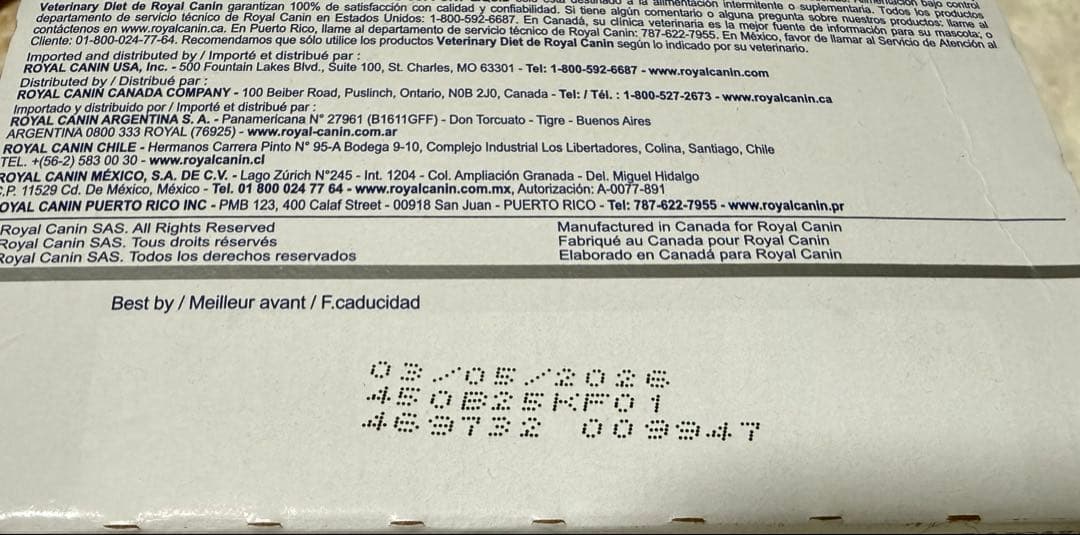 Veterinary Diet de Royal Canin garantizan 100% de satisfacción con calidad y confiabilidad. Si tiene algún comentario o alguna pregunta sobre nuestros productos, llame al
departamento de servicio técnico de Royal Canin en Estados Unidos: 1-800-592-6687. En Canadá, su clínica veterinaria es la mejor fuente de información para su mascota; o
contáctenos en www.royalcanin.ca. En Puerto Rico, llame al departamento de servicio técnico de Royal Canin: 787-622-7955. En México, favor de llamar al Servicio de Atención al
Cliente: 01-800-024-77-64. Recomendamos que sólo utilice los productos Veterinary Diet de Royal Canin según lo indicado por su veterinario.
Imported and distributed by / Importé et distribué par :
ROYAL CANIN USA, Inc. - 500 Fountain Lakes Blvd., Suite 100, St. Charles, MO 63301 - Tel: 1-800-592-6687 - www.royalcanin.com
Distributed by / Distribué par :
ROYAL CANIN CANADA COMPANY - 100 Beiber Road, Puslinch, Ontario, N0B 2J0, Canada - Tel: / Tél. : 1-800-527-2673 - www.royalcanin.ca
Importado y distribuido por / Importé et distribué par :
ROYAL CANIN ARGENTINA S. A. - Panamericana N° 27961 (B1611GFF) - Don Torcuato - Tigre - Buenos Aires
ARGENTINA 0800 333 ROYAL (76925) - www.royal-canin.com.ar
ROYAL CANIN CHILE - Hermanos Carrera Pinto N° 95-A Bodega 9-10, Complejo Industrial Los Libertadores, Colina, Santiago, Chile
TEL. +(56-2) 583 00 30 - www.royalcanin.cl
ROYAL CANIN MÉXICO, S.A. DE C.V. - Lago Zúrich N°245 - Int. 1204 - Col. Ampliación Granada - Del. Miguel Hidalgo
C.P. 11529 Cd. De México, México - Tel. 01 800 024 77 64 - www.royalcanin.com.mx, Autorización: A-0077-891
OYAL CANIN PUERTO RICO INC - PMB 123, 400 Calaf Street - 00918 San Juan - PUERTO RICO - Tel: 787-622-7955 - www.royalcanin.pr
Royal Canin SAS. All Rights Reserved
Royal Canin SAS. Tous droits réservés
Royal Canin SAS. Todos los derechos reservados
Manufactured in Canada for Royal Canin
Fabriqué au Canada pour Royal Canin
Elaborado en Canadá para Royal Canin
Best by / Meilleur avant / F.caducidad
03/05/2026
450B25KF01
469732 009947